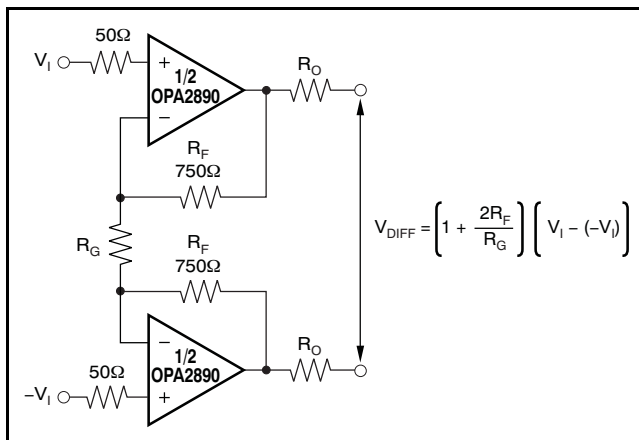 50Ω
V_I
+
1/2
OPA2890
−
R_O
R_F
750Ω
R_G
V_DIFF = (1 + 2R_F / R_G) (V_I − (−V_I))
R_F
750Ω
−
1/2
OPA2890
+
50Ω
−V_I
R_O